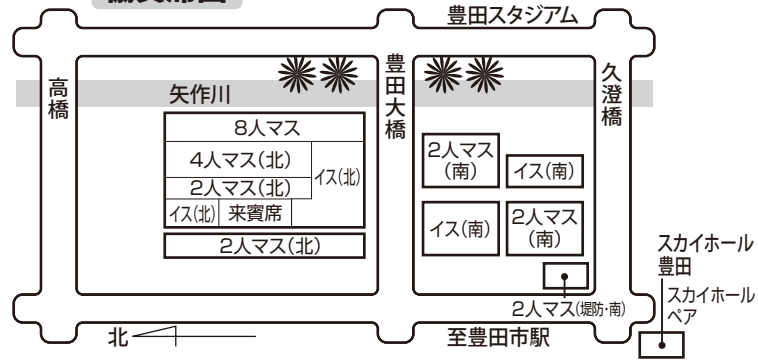 豊田スタジアム
高橋
豊田大橋
久澄橋
矢作川
8人マス
4人マス(北)
イス(北)
2人マス(北)
イス(北)
来賓席
2人マス(北)
2人マス
(南)
イス(南)
イス(南)
2人マス
(南)
2人マス(堤防・南)
スカイホール
豊田
スカイホール
ペア
北
至豊田市駅